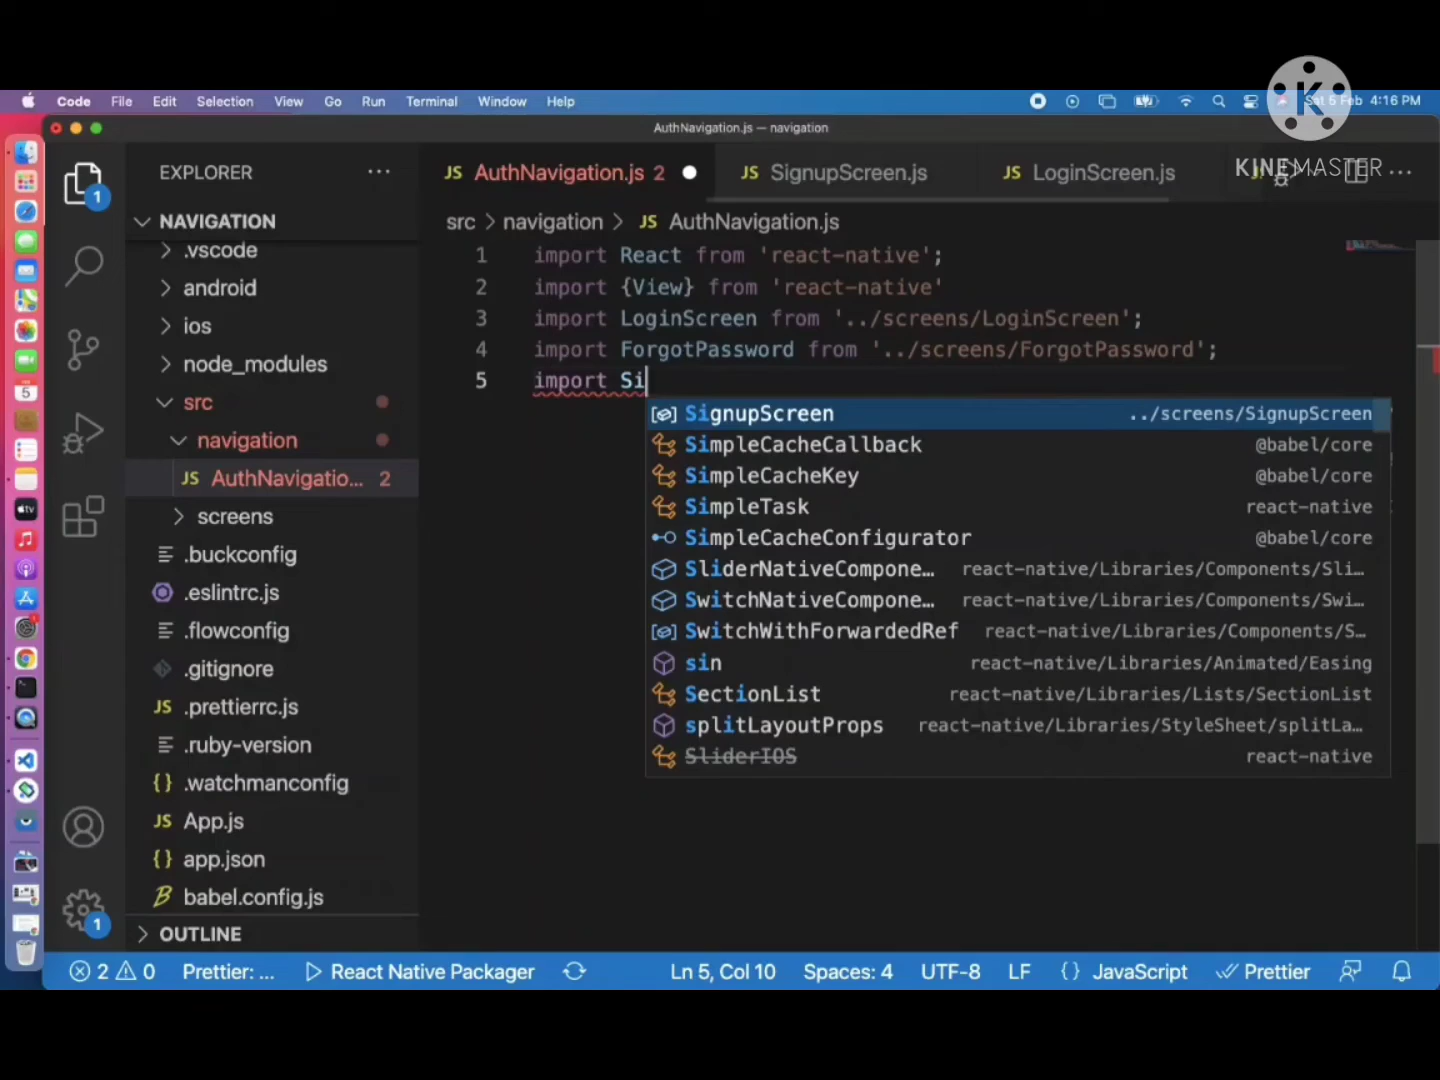 Code File Edit Selection View Go Run Terminal Window Help 4:16 PM
K
KINEMASTER
AuthNavigation.js — navigation
EXPLORER ...
JS AuthNavigation.js 2
JS SignupScreen.js
JS LoginScreen.js
1
NAVIGATION
src > navigation > JS AuthNavigation.js
.vscode
android
ios
node_modules
src
navigation
JS AuthNavigatio... 2
screens
.buckconfig
.eslintrc.js
.flowconfig
.gitignore
JS .prettierrc.js
.ruby-version
{} .watchmanconfig
JS App.js
{} app.json
babel.config.js
OUTLINE
1 import React from 'react-native';
2 import {View} from 'react-native'
3 import LoginScreen from '../screens/LoginScreen';
4 import ForgotPassword from '../screens/ForgotPassword';
5 import Si
SignupScreen ../screens/SignupScreen
SimpleCacheCallback @babel/core
SimpleCacheKey @babel/core
SimpleTask react-native
SimpleCacheConfigurator @babel/core
SliderNativeCompone… react-native/Libraries/Components/Sli…
SwitchNativeCompone… react-native/Libraries/Components/Swi…
SwitchWithForwardedRef react-native/Libraries/Components/S…
sin react-native/Libraries/Animated/Easing
SectionList react-native/Libraries/Lists/SectionList
splitLayoutProps react-native/Libraries/StyleSheet/splitLa…
SliderIOS react-native
1
2 0 Prettier: ... React Native Packager Ln 5, Col 10 Spaces: 4 UTF-8 LF {} JavaScript Prettier